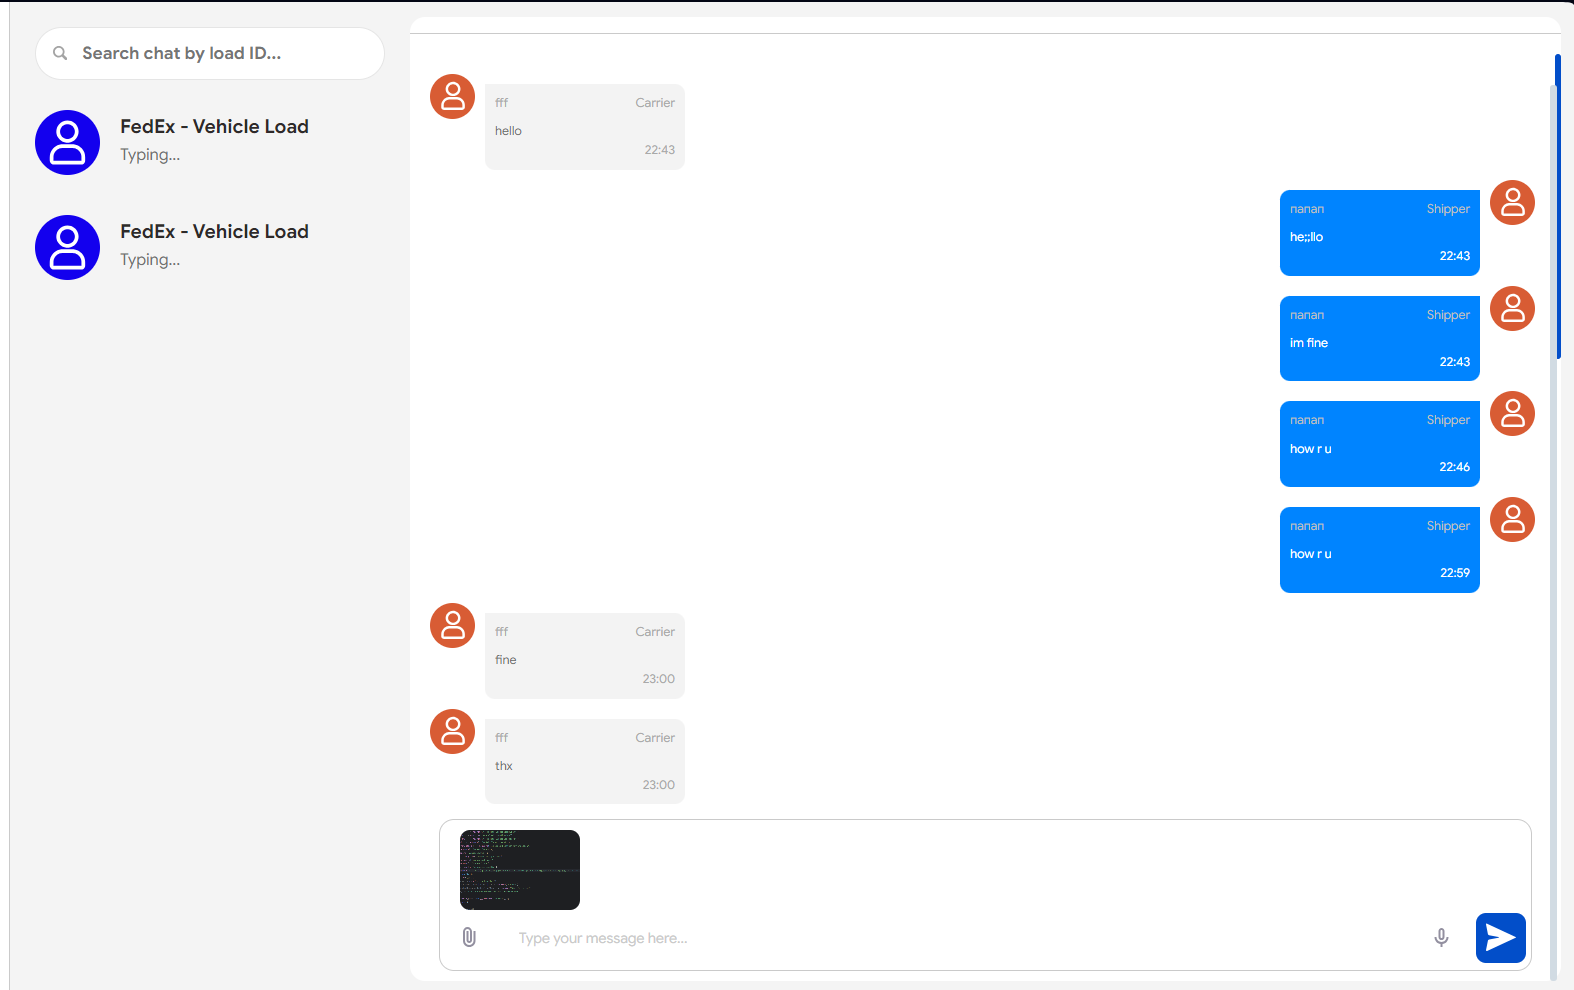 Search chat by load ID...
FedEx - Vehicle Load
Typing...
FedEx - Vehicle Load
Typing...
fff Carrier
hello
22:43
nanan Shipper
he;;llo
22:43
nanan Shipper
im fine
22:43
nanan Shipper
how r u
22:46
nanan Shipper
how r u
22:59
fff Carrier
fine
23:00
fff Carrier
thx
23:00
Type your message here...